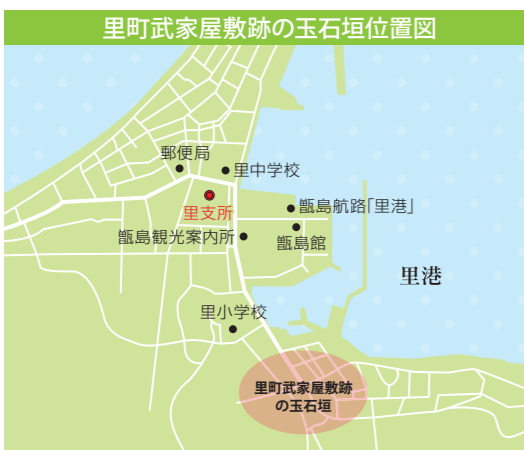 里町武家屋敷跡の玉石垣位置図
郵便局
里中学校
里支所
甑島航路「里港」
甑島観光案内所
甑島館
里港
里小学校
里町武家屋敷跡
の玉石垣